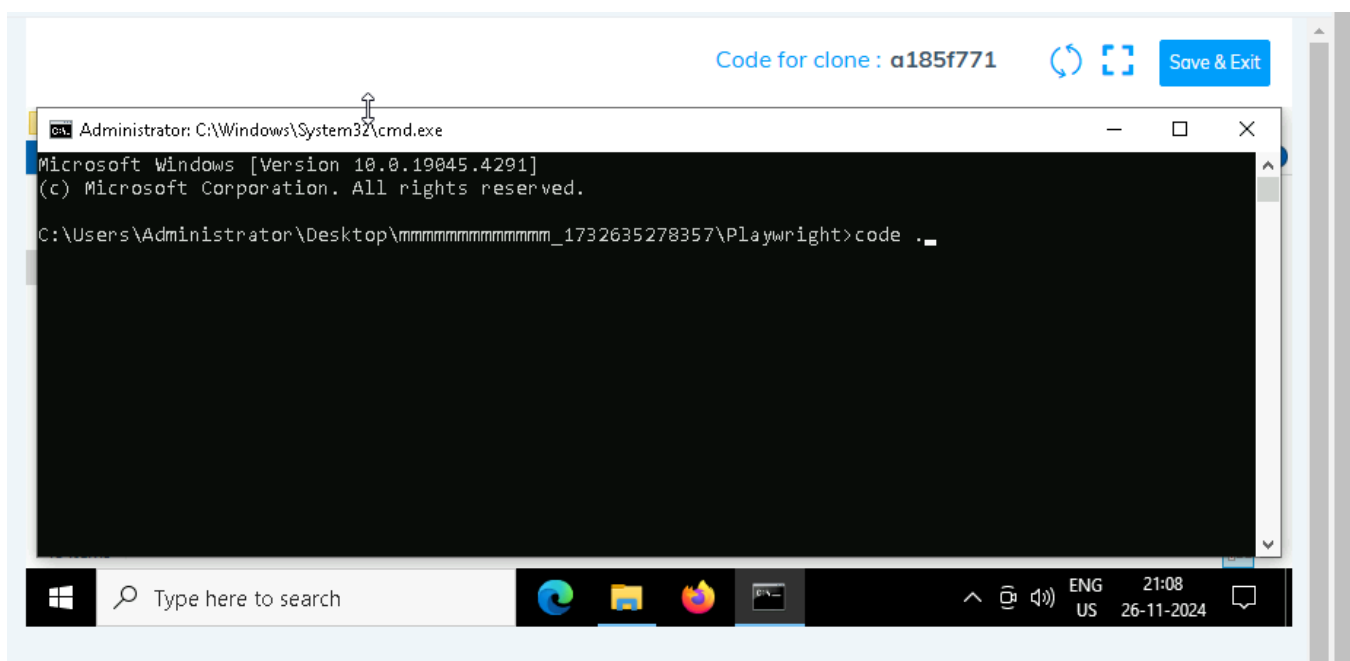 Code for clone : a185f771
Save & Exit
Administrator: C:\Windows\System32\cmd.exe
Microsoft Windows [Version 10.0.19045.4291]
(c) Microsoft Corporation. All rights reserved.
C:\Users\Administrator\Desktop\mmmmmmmmmmmmm_1732635278357\Playwright>code .
Type here to search
ENG
US
21:08
26-11-2024